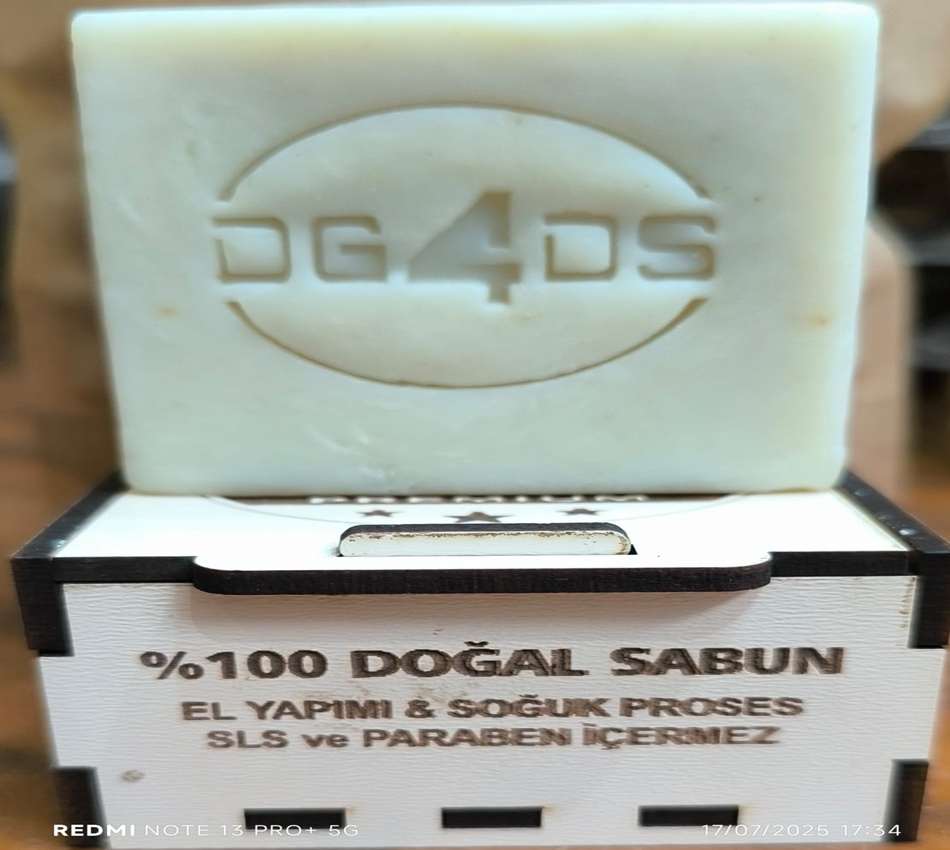 DG4DS
PREMIUM
%100 DOĞAL SABUN
EL YAPIMI & SOĞUK PROSES
SLS ve PARABEN İÇERMEZ
REDMI NOTE 13 PRO+ 5G
17/07/2025 17:34